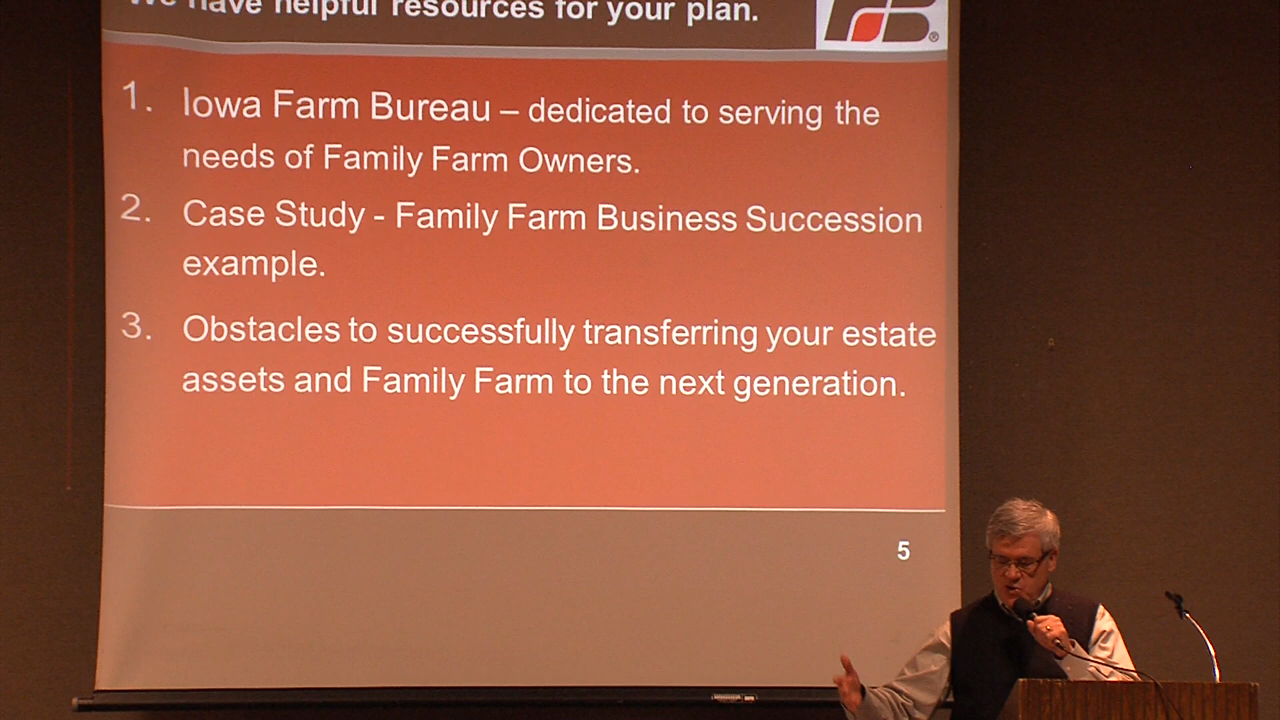 We have helpful resources for your plan.
FB®
1. Iowa Farm Bureau – dedicated to serving the
needs of Family Farm Owners.
2. Case Study - Family Farm Business Succession
example.
3. Obstacles to successfully transferring your estate
assets and Family Farm to the next generation.
5